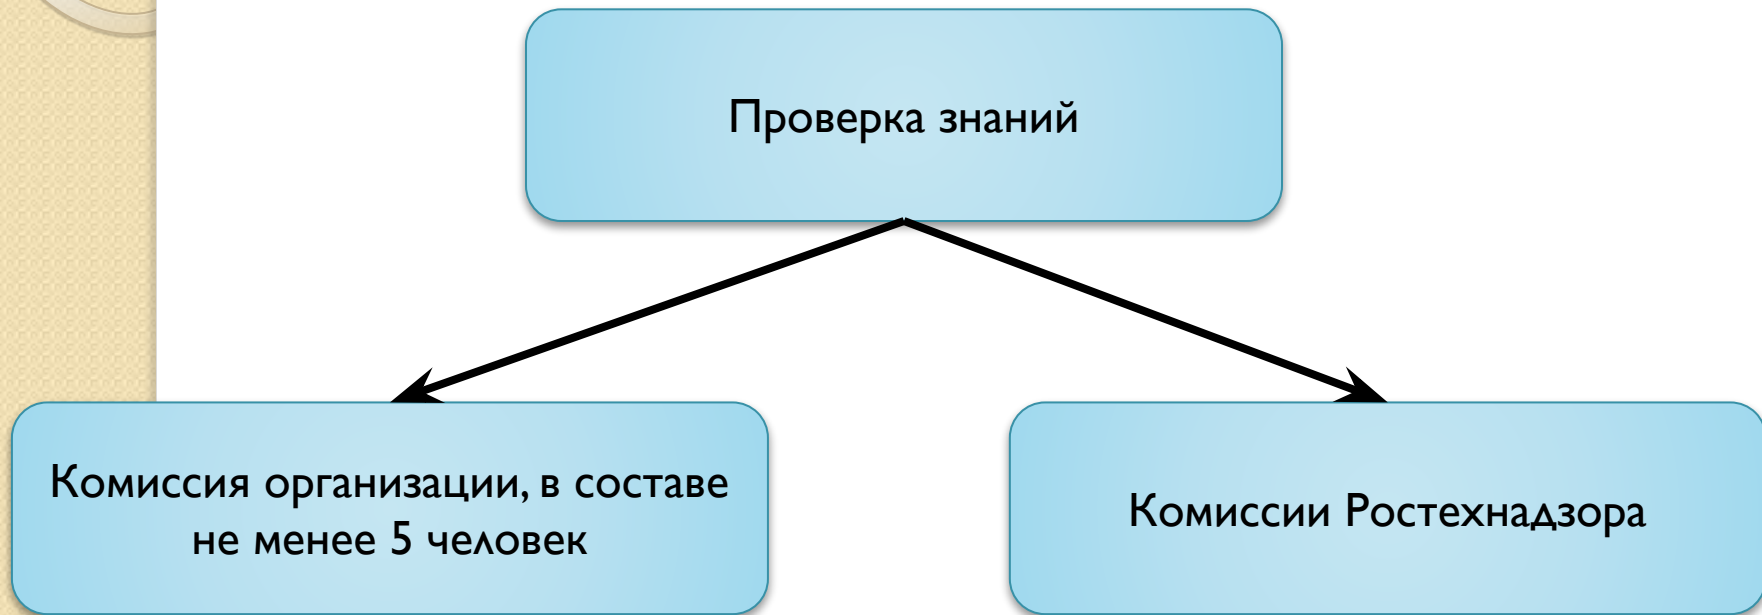 Проверка знаний
Комиссия организации, в составе
не менее 5 человек
Комиссии Ростехнадзора